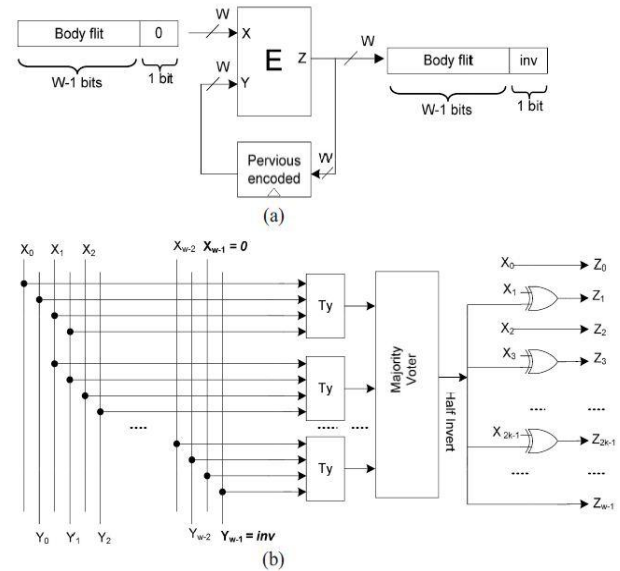 Body flit 0
W-1 bits
1 bit
W
X
W
Y
E
Z
W
Body flit inv
W-1 bits
1 bit
W
Pervious
encoded
(a)
X0 X1 X2 Xw-2 Xw-1 = 0
Ty
Ty
Ty
Majority
Voter
Half Invert
X0 Z0
X1 Z1
X2 Z2
X3 Z3
.... ....
X2k-1 Z2k-1
.... ....
Zw-1
Y0 Y1 Y2 Yw-2 Yw-1 = inv
(b)